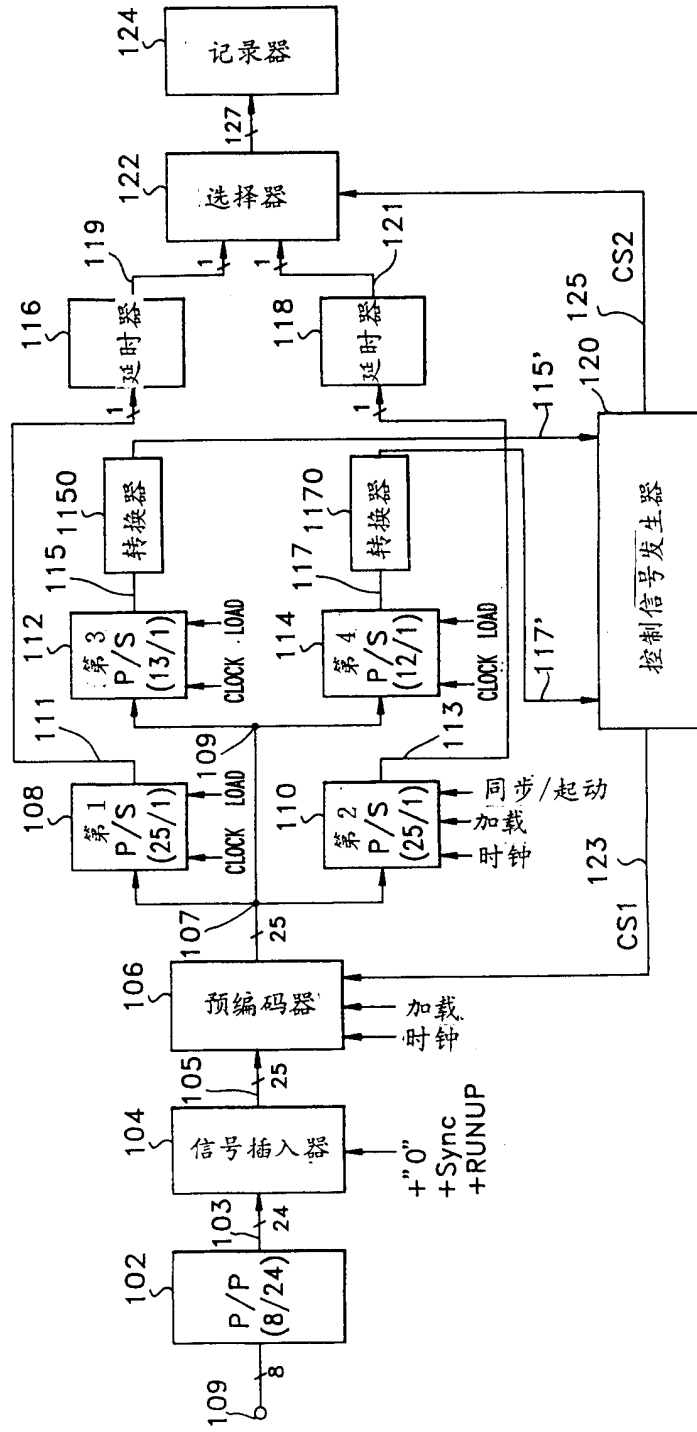 109
8
102
P/P
(8/24)
103
24
104
信号插入器
+"0"
+Sync
+RUNUP
105
25
106
预编码器
时钟
加载
107
25
108
第1
P/S
(25/1)
CLOCK
LOAD
111
110
第2
P/S
(25/1)
时钟
加载
同步/起动
113
109
112
第3
P/S
(13/1)
CLOCK
LOAD
115
1150
转换器
114
第4
P/S
(12/1)
CLOCK
LOAD
117
1170
转换器
116
1
延时器
119
1
118
1
延时器
121
1
122
选择器
127
124
记录器
115'
117'
120
控制信号发生器
CS1
123
CS2
125